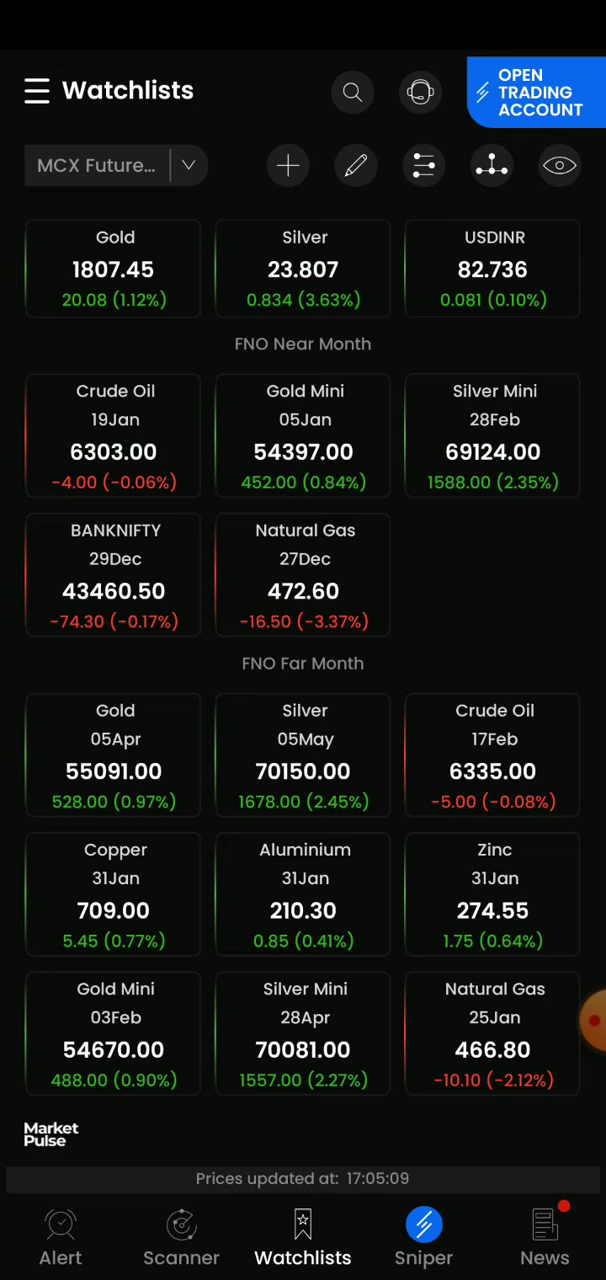 Watchlists
OPEN
TRADING
ACCOUNT
MCX Future...
Gold Silver USDINR
1807.45 23.807 82.736
20.08 (1.12%) 0.834 (3.63%) 0.081 (0.10%)
FNO Near Month
Crude Oil Gold Mini Silver Mini
19Jan 05Jan 28Feb
6303.00 54397.00 69124.00
-4.00 (-0.06%) 452.00 (0.84%) 1588.00 (2.35%)
BANKNIFTY Natural Gas
29Dec 27Dec
43460.50 472.60
-74.30 (-0.17%) -16.50 (-3.37%)
FNO Far Month
Gold Silver Crude Oil
05Apr 05May 17Feb
55091.00 70150.00 6335.00
528.00 (0.97%) 1678.00 (2.45%) -5.00 (-0.08%)
Copper Aluminium Zinc
31Jan 31Jan 31Jan
709.00 210.30 274.55
5.45 (0.77%) 0.85 (0.41%) 1.75 (0.64%)
Gold Mini Silver Mini Natural Gas
03Feb 28Apr 25Jan
54670.00 70081.00 466.80
488.00 (0.90%) 1557.00 (2.27%) -10.10 (-2.12%)
Market
Pulse
Prices updated at: 17:05:09
Alert Scanner Watchlists Sniper News